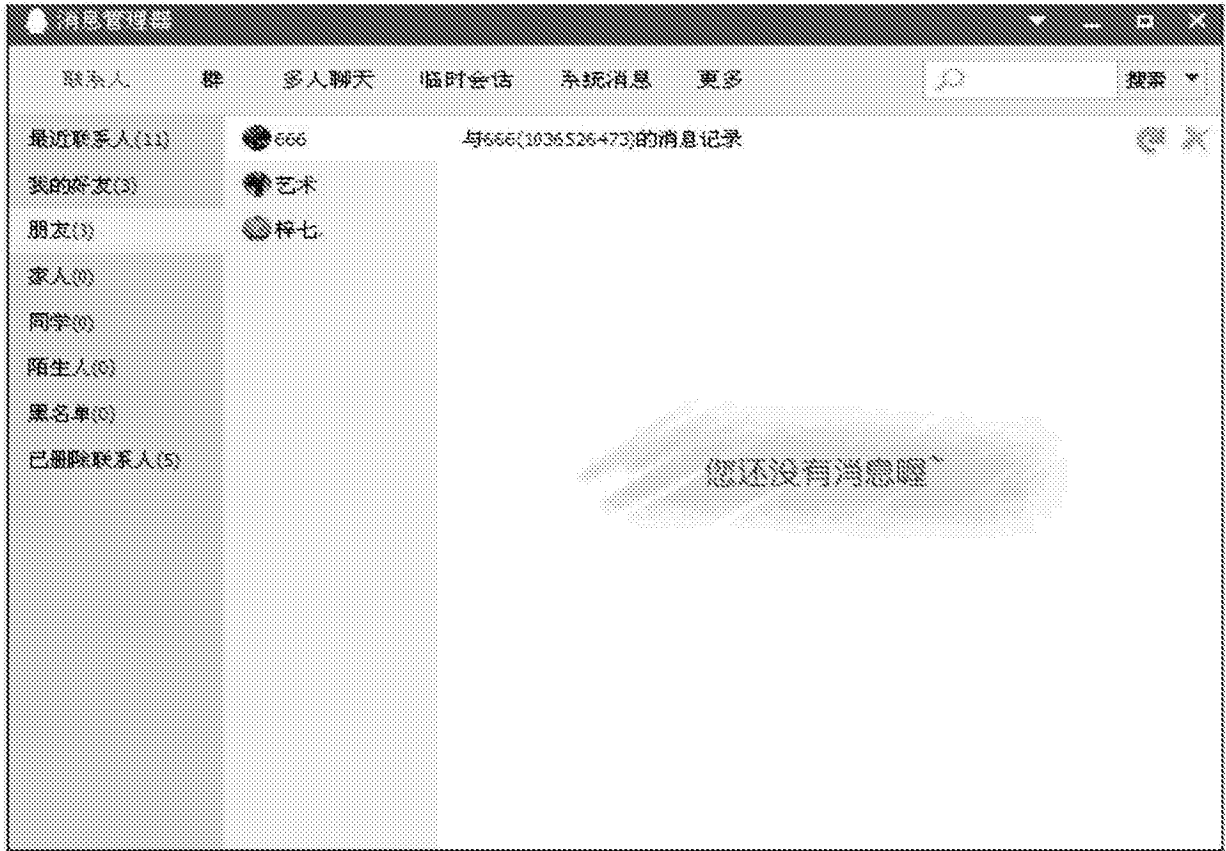 消息管理器
联系人 群 多人聊天 临时会话 系统消息 更多 搜索
最近联系人(11)
我的好友(3)
朋友(3)
家人(0)
同学(0)
陌生人(0)
黑名单(0)
已删除联系人(5)
666
艺术
梓七
与666(1036526473)的消息记录
您还没有消息喔~